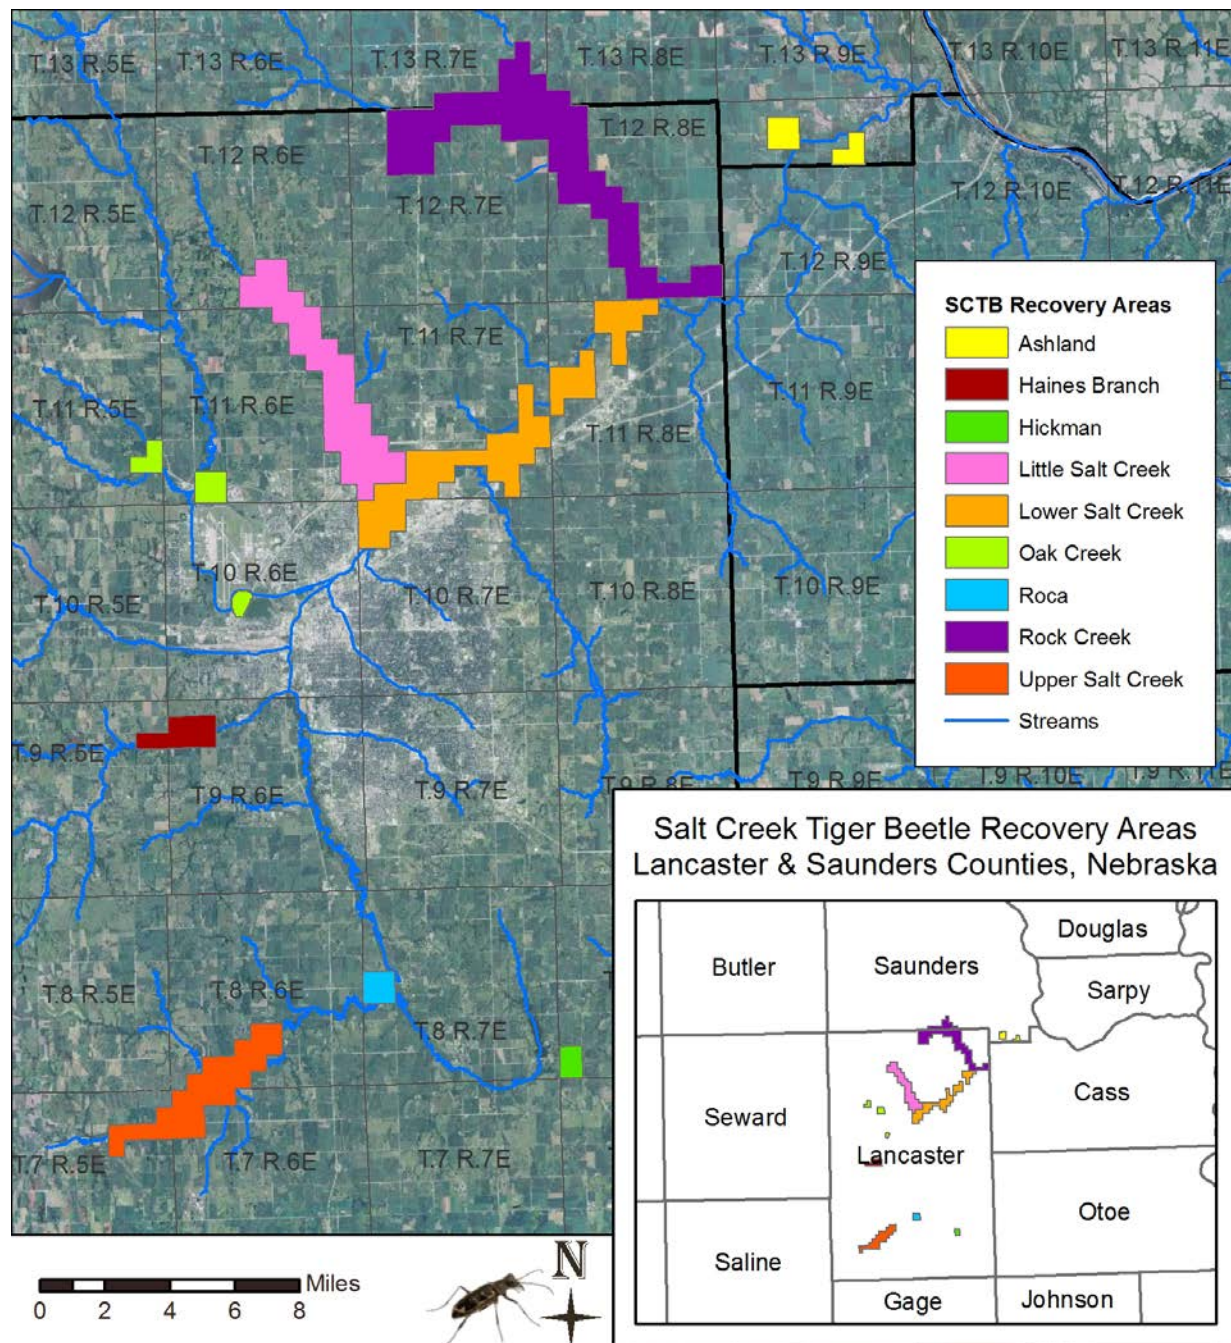 T.13 R.5E
T.13 R.6E
T.13 R.7E
T.13 R.8E
T.13 R.9E
T.13 R.10E
T.13 R.11E
T.12 R.5E
T.12 R.6E
T.12 R.7E
T.12 R.8E
T.12 R.9E
T.12 R.10E
T.12 R.11E
T.11 R.5E
T.11 R.6E
T.11 R.7E
T.11 R.8E
T.11 R.9E
T.10 R.5E
T.10 R.6E
T.10 R.7E
T.10 R.8E
T.10 R.9E
T.9 R.5E
T.9 R.6E
T.9 R.7E
T.9 R.8E
T.9 R.9E
T.9 R.10E
T.9 R.11E
T.8 R.5E
T.8 R.6E
T.8 R.7E
T.7 R.5E
T.7 R.6E
T.7 R.7E
SCTB Recovery Areas
Ashland
Haines Branch
Hickman
Little Salt Creek
Lower Salt Creek
Oak Creek
Roca
Rock Creek
Upper Salt Creek
Streams
Salt Creek Tiger Beetle Recovery Areas
Lancaster & Saunders Counties, Nebraska
Douglas
Butler
Saunders
Sarpy
Seward
Cass
Lancaster
Otoe
Saline
Gage
Johnson
Miles
0 2 4 6 8
N